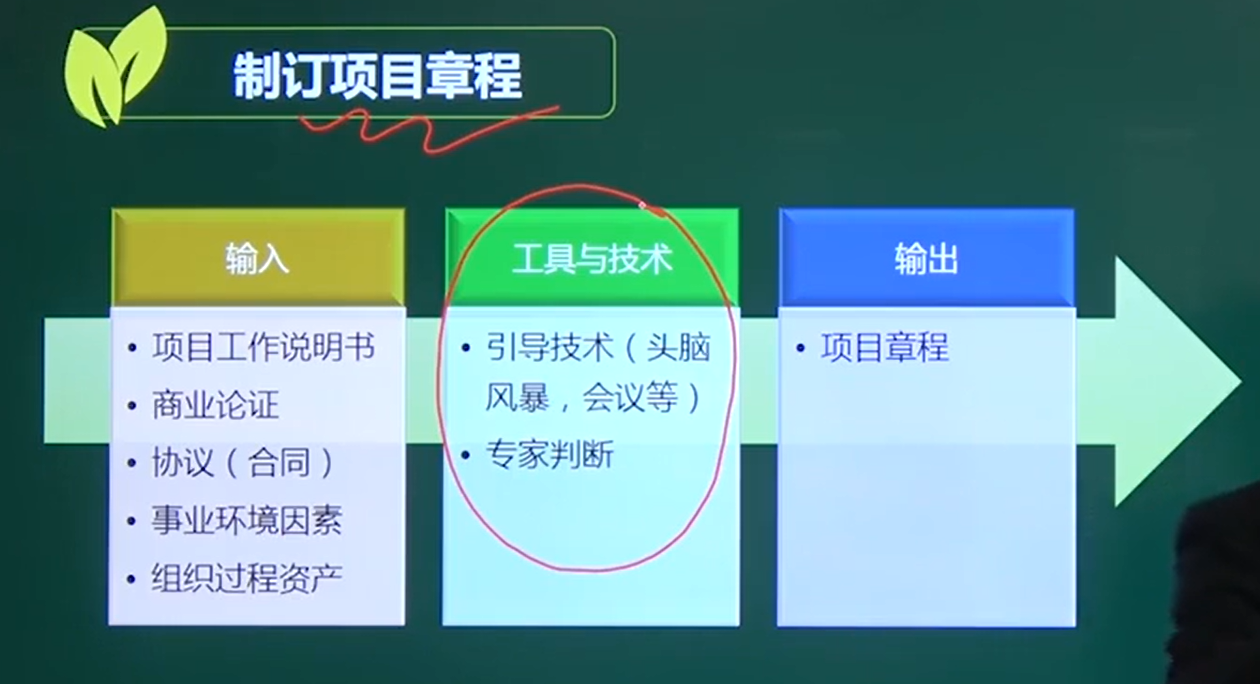 制订项目章程
输入
• 项目工作说明书
• 商业论证
• 协议（合同）
• 事业环境因素
• 组织过程资产
工具与技术
• 引导技术（头脑
风暴，会议等）
• 专家判断
输出
• 项目章程